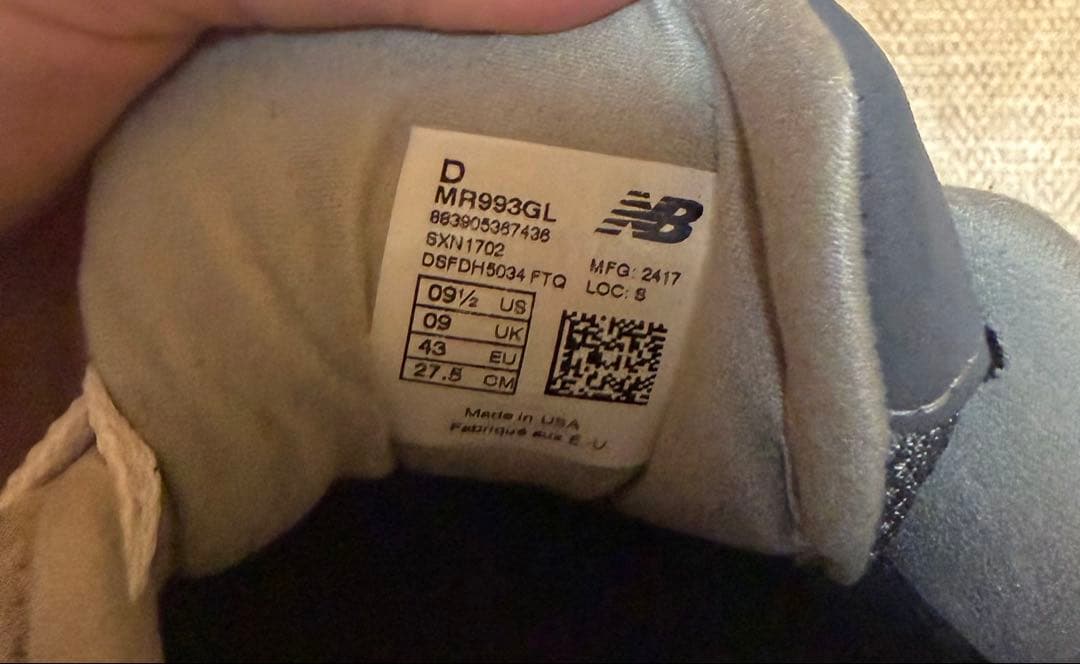 D
MR993GL
883905367436
SXN1702
DSFDH5034 FTQ
NB
MFG: 2417
LOC: S
09½ US
09 UK
43 EU
27.5 CM
Made in USA
Fabriqué aux É.-U